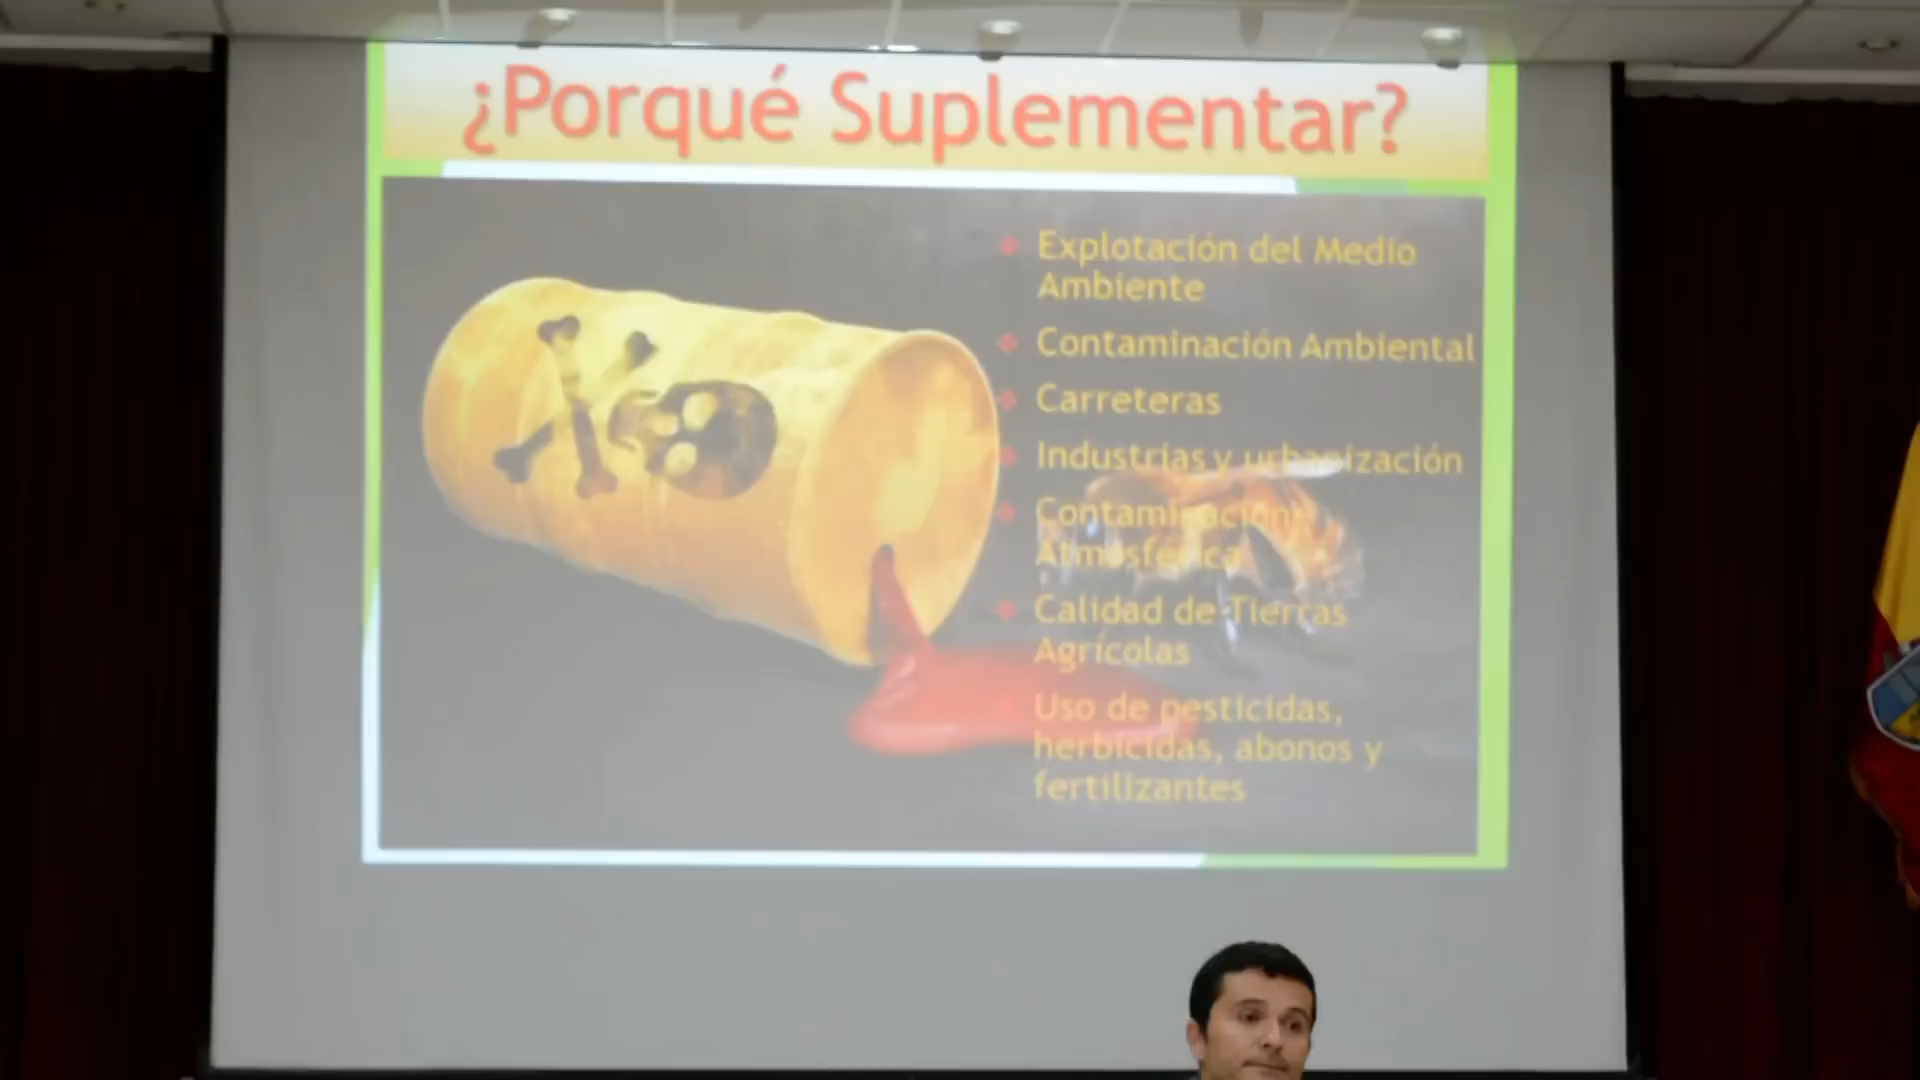 ¿Porqué Suplementar?
Explotación del Medio
Ambiente
Contaminación Ambiental
Carreteras
Industrias y urbanización
Contaminación
Atmosférica
Calidad de Tierras
Agrícolas
Uso de pesticidas,
herbicidas, abonos y
fertilizantes